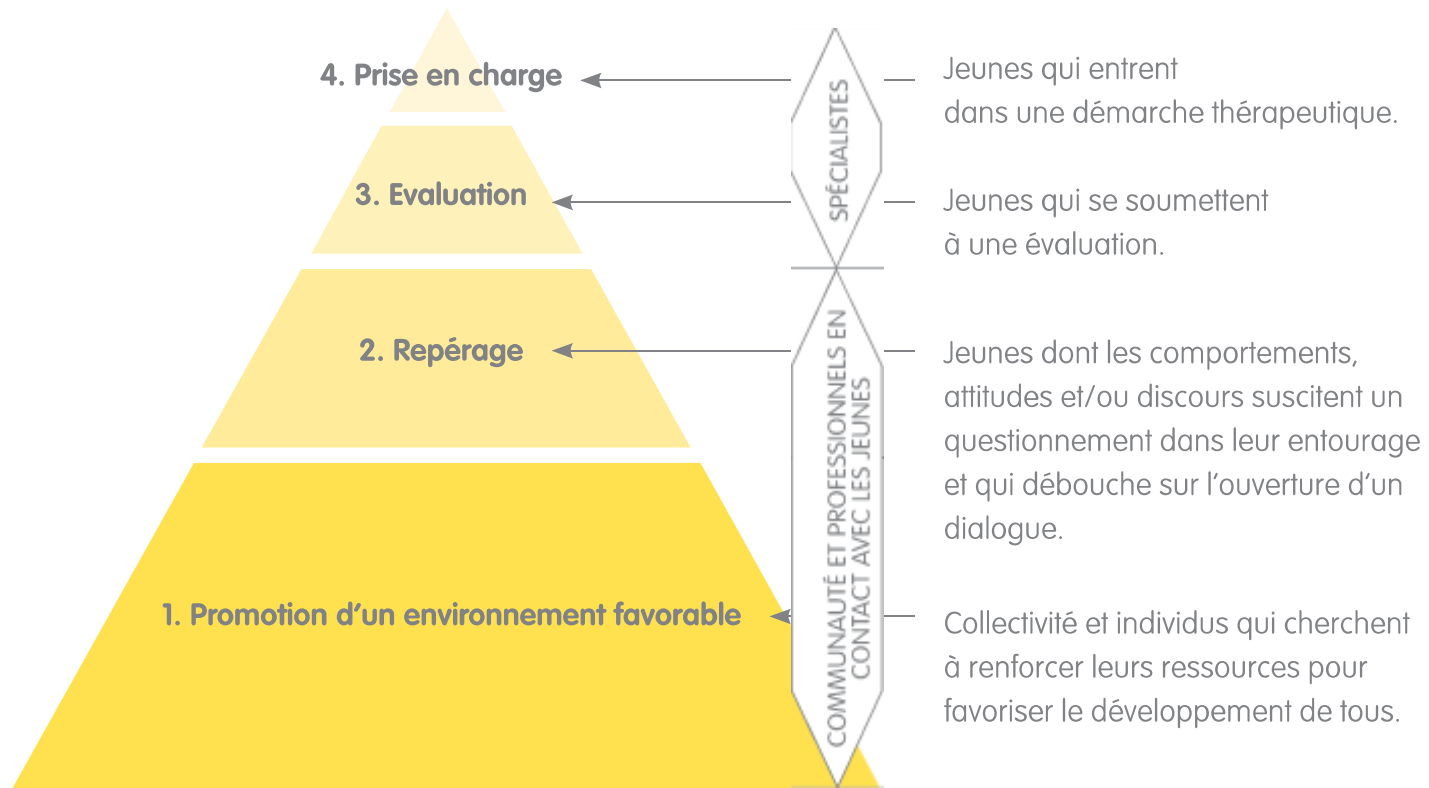 4. Prise en charge
Jeunes qui entrent
dans une démarche thérapeutique.
SPÉCIALISTES
3. Evaluation
Jeunes qui se soumettent
à une évaluation.
2. Repérage
Jeunes dont les comportements,
attitudes et/ou discours suscitent un
questionnement dans leur entourage
et qui débouche sur l'ouverture d'un
dialogue.
COMMUNAUTÉ ET PROFESSIONNELS EN
CONTACT AVEC LES JEUNES
1. Promotion d'un environnement favorable
Collectivité et individus qui cherchent
à renforcer leurs ressources pour
favoriser le développement de tous.